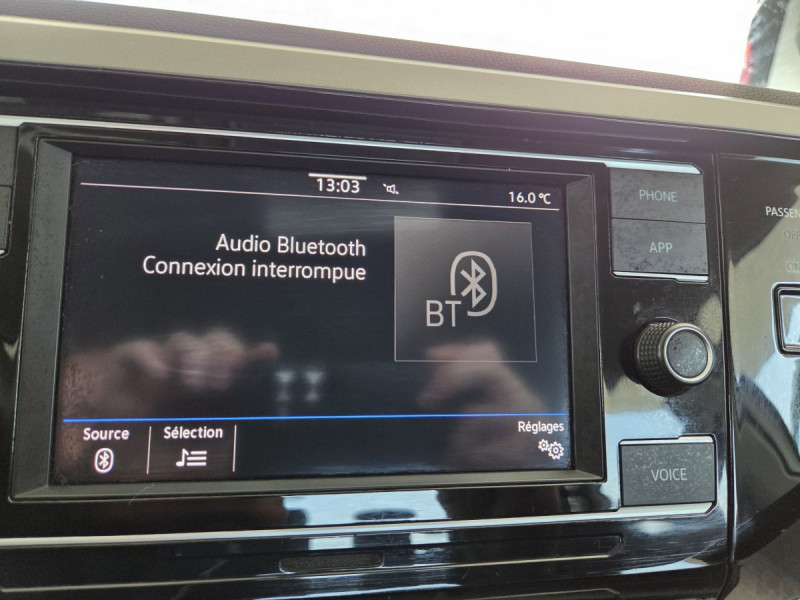 13:03
16.0 °C
Audio Bluetooth
Connexion interrompue
BT
Source
Sélection
Réglages
PHONE
APP
VOICE